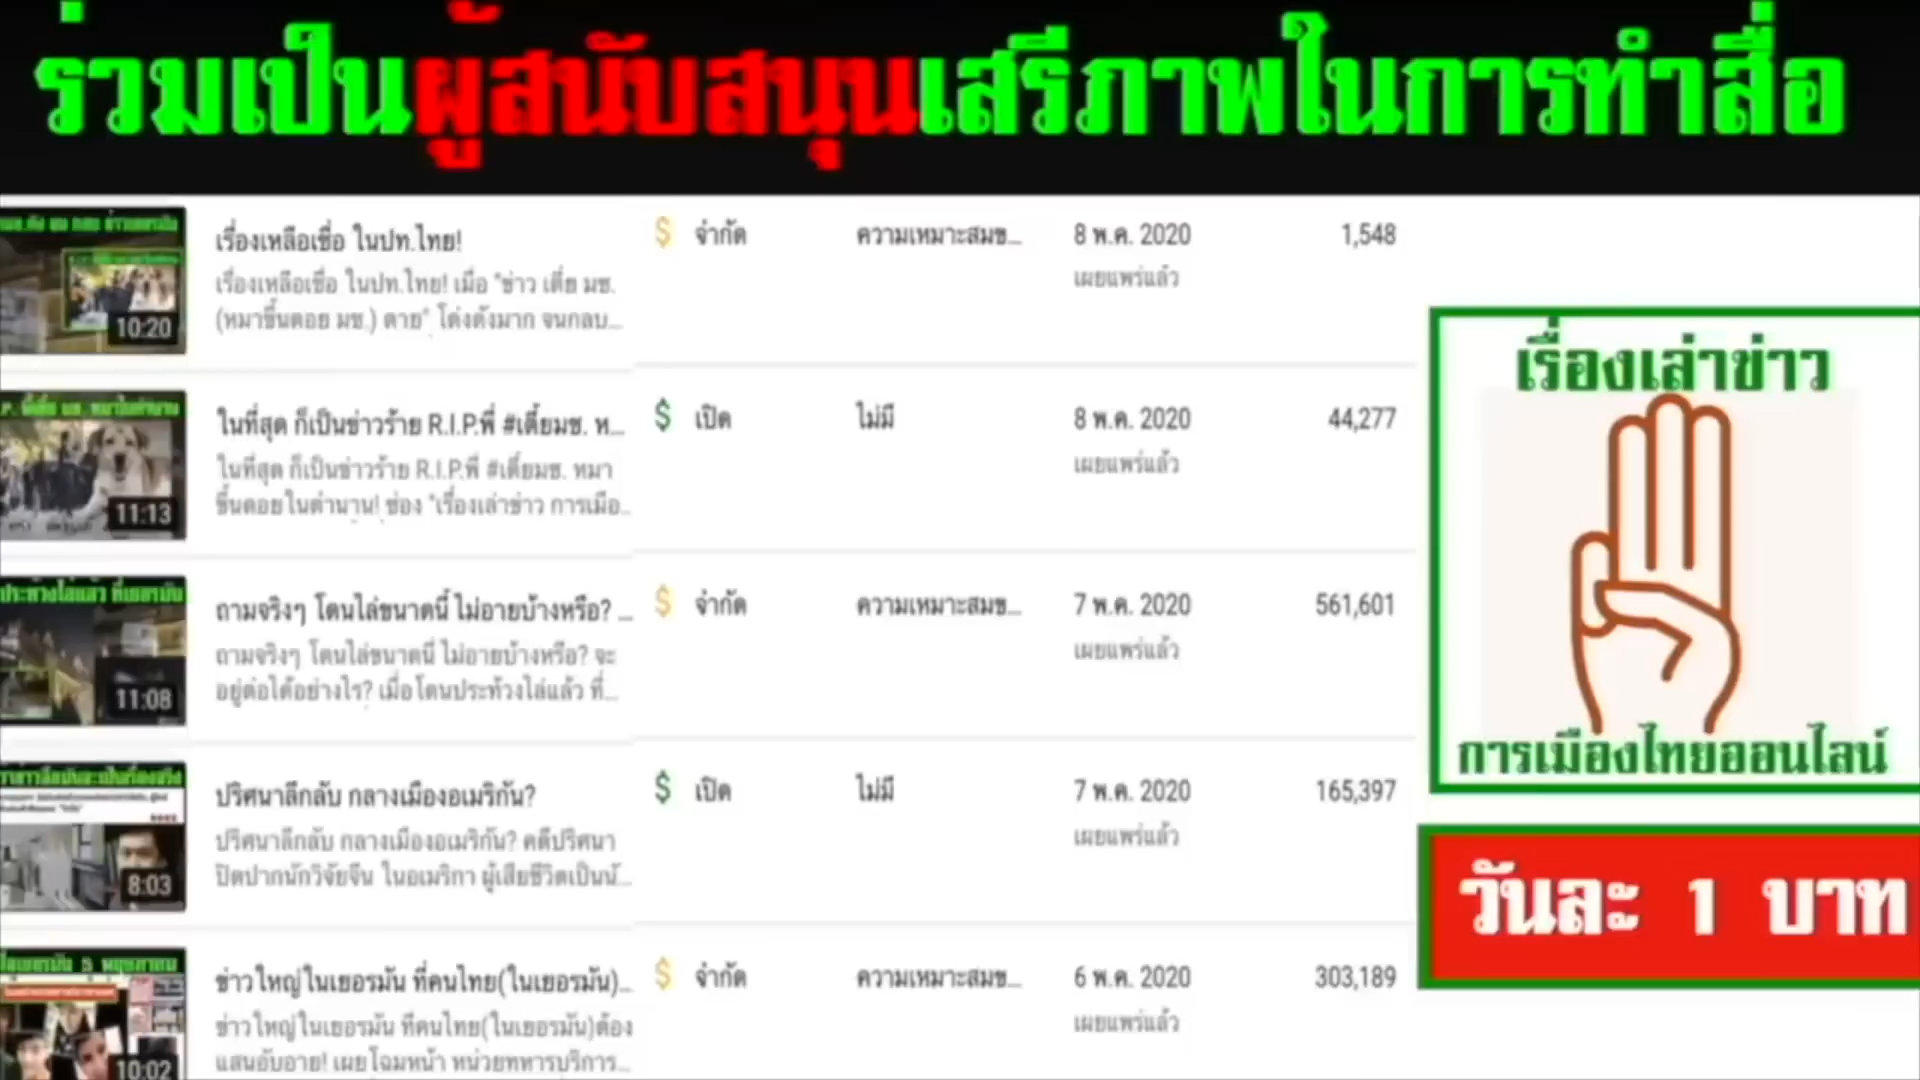 ร่วมเป็นผู้สนับสนุนเสรีภาพในการทำสื่อ
10:20
เรื่องเหลือเชื่อ ในปท.ไทย!
เรื่องเหลือเชื่อ ในปท.ไทย! เมื่อ "ข่าว เตี้ย มช.
(หมาขึ้นดอย มช.) ตาย" โด่งดังมาก จนกลบ...
$ จำกัด ความเหมาะสมข... 8 พ.ค. 2020 1,548
เผยแพร่แล้ว
11:13
ในที่สุด ก็เป็นข่าวร้าย R.I.P.พี่ #เตี้ยมช. ห...
ในที่สุด ก็เป็นข่าวร้าย R.I.P.พี่ #เตี้ยมช. หมา
ขึ้นดอยในตำนาน! ช่อง "เรื่องเล่าข่าว การเมือ...
$ เปิด ไม่มี 8 พ.ค. 2020 44,277
เผยแพร่แล้ว
11:08
ถามจริงๆ โดนไล่ขนาดนี้ ไม่อายบ้างหรือ? ...
ถามจริงๆ โดนไล่ขนาดนี้ ไม่อายบ้างหรือ? จะ
อยู่ต่อได้อย่างไร? เมื่อโดนประท้วงไล่แล้ว ที่...
$ จำกัด ความเหมาะสมข... 7 พ.ค. 2020 561,601
เผยแพร่แล้ว
8:03
ปริศนาลึกลับ กลางเมืองอเมริกัน?
ปริศนาลึกลับ กลางเมืองอเมริกัน? คดีปริศนา
ปิดปากนักวิจัยจีน ในอเมริกา ผู้เสียชีวิตเป็นนั...
$ เปิด ไม่มี 7 พ.ค. 2020 165,397
เผยแพร่แล้ว
10:02
ข่าวใหญ่ในเยอรมัน ที่คนไทย(ในเยอรมัน)...
ข่าวใหญ่ในเยอรมัน ที่คนไทย(ในเยอรมัน)ต้อง
แสนอับอาย! เผยโฉมหน้า หน่วยทหารบริการ...
$ จำกัด ความเหมาะสมข... 6 พ.ค. 2020 303,189
เผยแพร่แล้ว
เรื่องเล่าข่าว
การเมืองไทยออนไลน์
วันละ 1 บาท